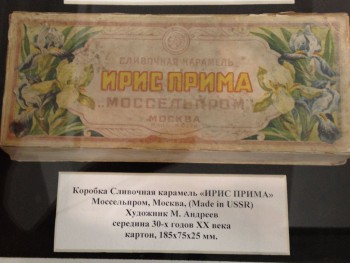 СЛИВОЧНАЯ КАРАМЕЛЬ
ИРИС ПРИМА
„МОССЕЛЬПРОМ"
МОСКВА
Коробка Сливочная карамель «ИРИС ПРИМА»
Моссельпром, Москва, (Made in USSR)
Художник М. Андреев
середина 30-х годов XX века
картон, 185х75х25 мм.